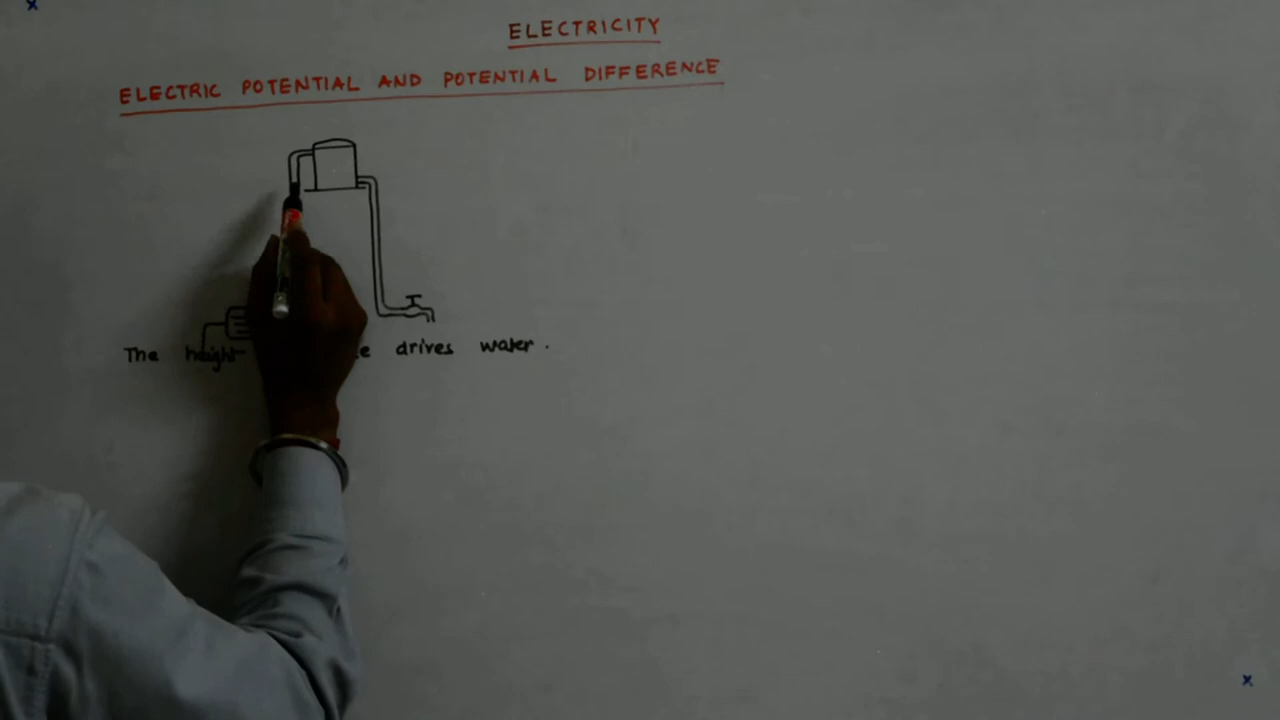 ELECTRICITY
ELECTRIC POTENTIAL AND POTENTIAL DIFFERENCE
The height drives water.